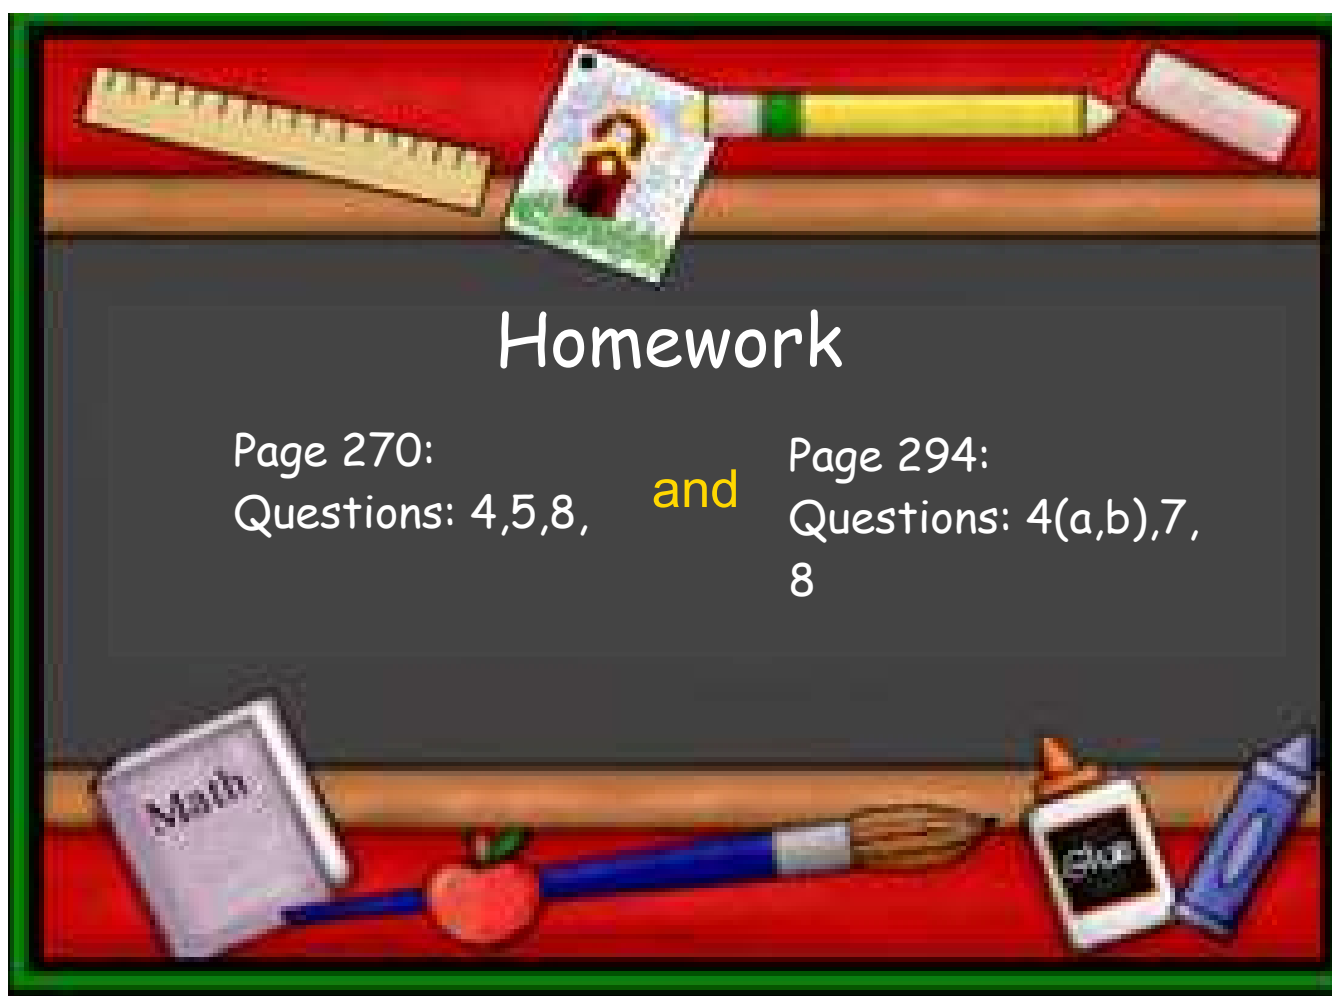 Homework
Page 270:
Questions: 4,5,8,
and
Page 294:
Questions: 4(a,b),7,
8
Math
Glue